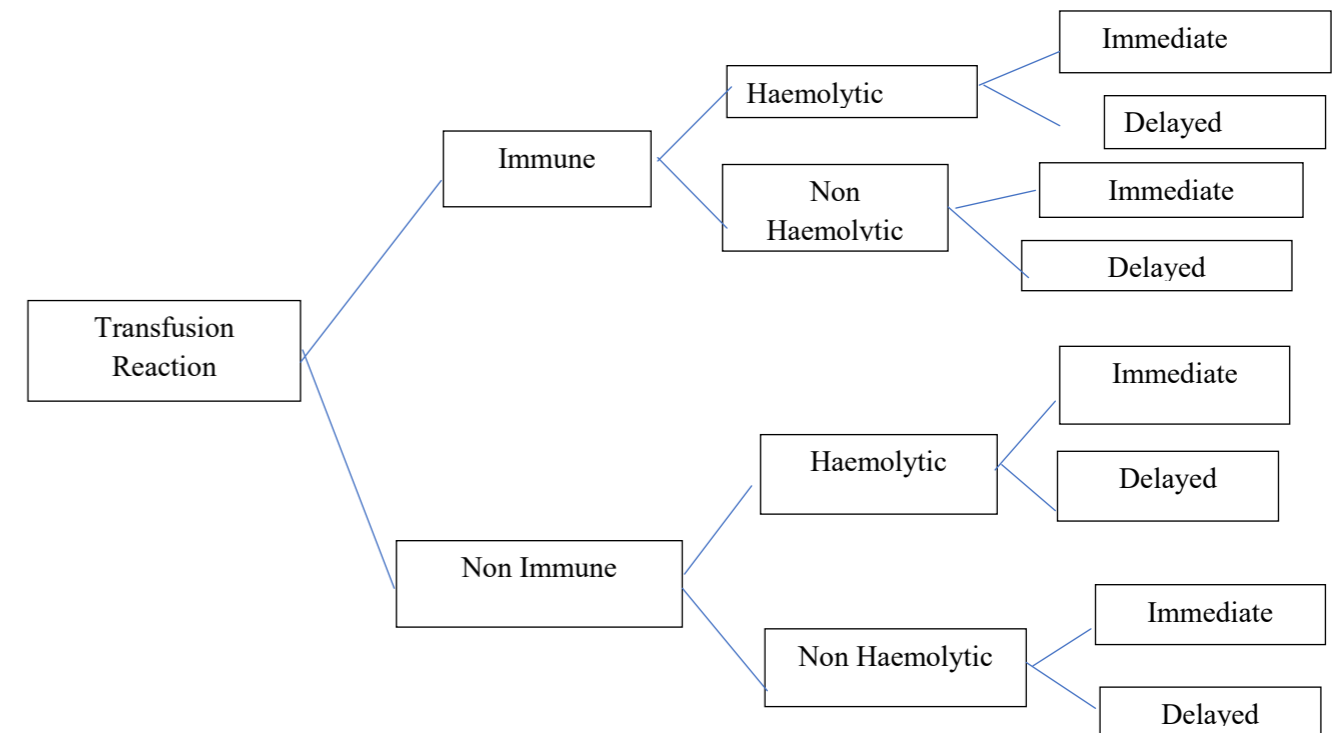 Immediate
Haemolytic
Delayed
Immune
Non
Haemolytic
Immediate
Delayed
Transfusion
Reaction
Immediate
Haemolytic
Delayed
Non Immune
Immediate
Non Haemolytic
Delayed